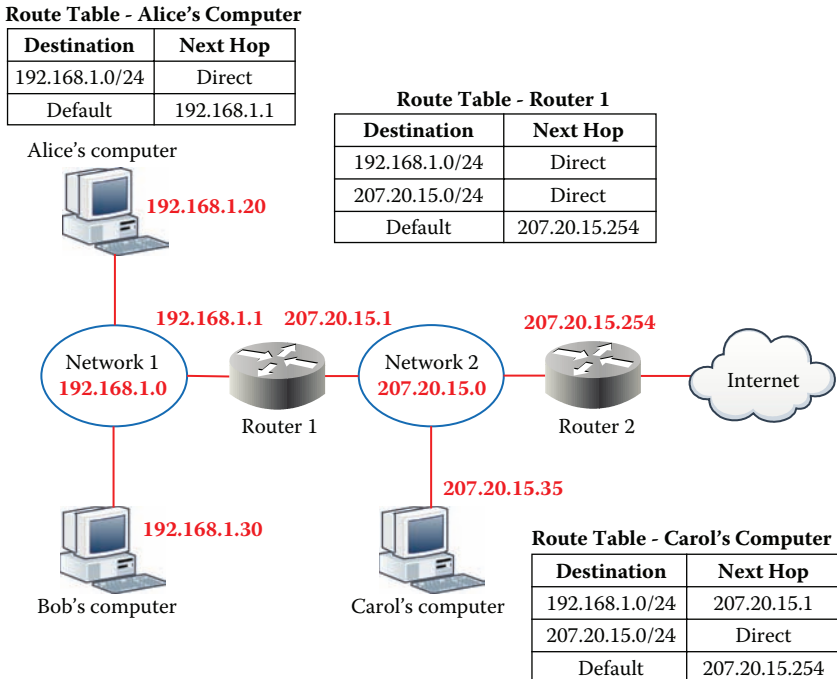 Route Table - Alice's Computer
Destination Next Hop
192.168.1.0/24 Direct
Default 192.168.1.1
Route Table - Router 1
Destination Next Hop
192.168.1.0/24 Direct
207.20.15.0/24 Direct
Default 207.20.15.254
Alice's computer
192.168.1.20
192.168.1.1
207.20.15.1
207.20.15.254
Network 1
192.168.1.0
Router 1
Network 2
207.20.15.0
Router 2
Internet
192.168.1.30
Bob's computer
207.20.15.35
Carol's computer
Route Table - Carol's Computer
Destination Next Hop
192.168.1.0/24 207.20.15.1
207.20.15.0/24 Direct
Default 207.20.15.254